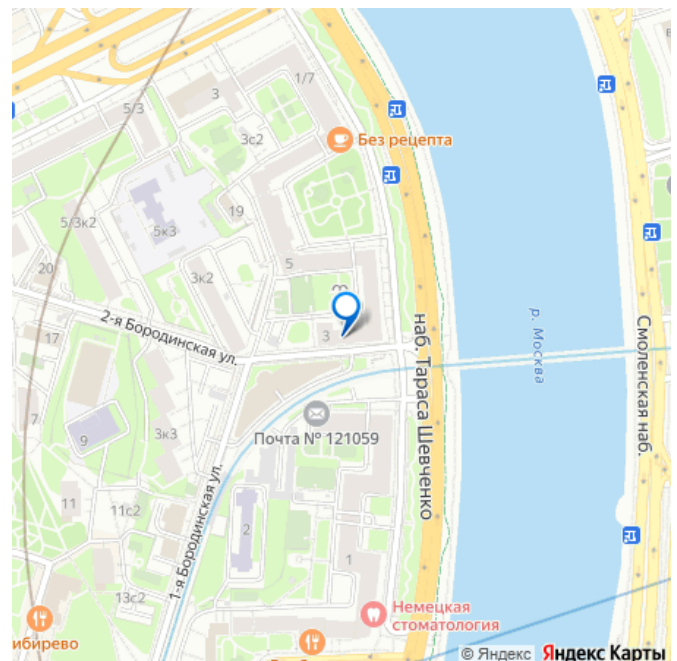 1/7
3
5/3
3с2
Без рецепта
19
5к3
5/3к2
5
20
3к2
2-я Бородинская ул.
17
3
наб. Тараса Шевченко
р. Москва
Смоленская наб.
7
9
3к3
Почта № 121059
1-я Бородинская ул.
11
11с2
2
1
13с2
Немецкая
стоматология
ибирево
© Яндекс Яндекс Карты